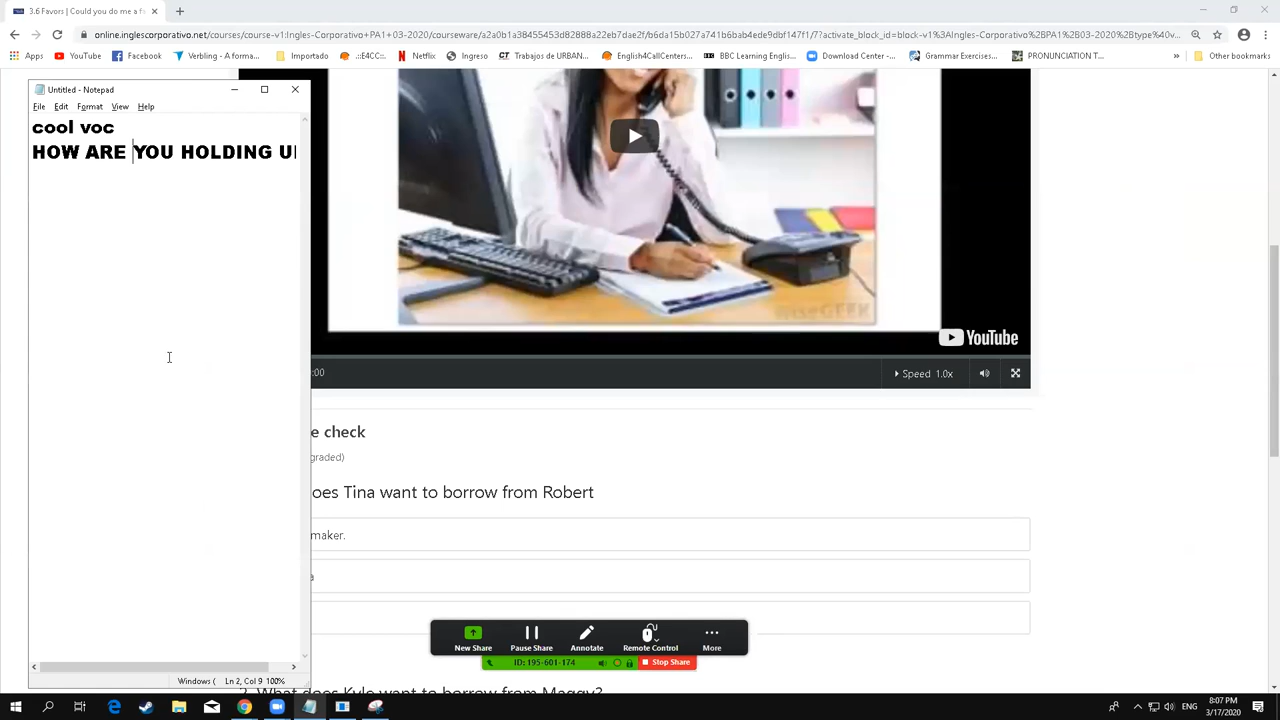 3.6 Favors | Could you do me a f
online.inglescorporativo.net/courses/course-v1:Ingles-Corporativo+PA1+03-2020/courseware/a2a0b1a38455453d82888a22eb7dae2f/b6da15b027a741b6bab4eeb9dbf147f1/7?activate_block_id=block-v1%3AIngles-Corporativo%2BPA1%2B03-2020%2Btype%40v...
Apps YouTube Facebook Verbling - A forma... Importado .::E4CC::. Netflix Ingreso Trabajos de URBAN... English4CallCenters... BBC Learning Englis... Download Center -... Grammar Exercises... PRONUNCIATION T... » Other bookmarks
Untitled - Notepad
File Edit Format View Help
cool voc
HOW ARE YOU HOLDING U
wiseGEEK
YouTube
:00
Speed 1.0x
e check
graded)
oes Tina want to borrow from Robert
maker.
a
New Share Pause Share Annotate Remote Control More
ID: 195-601-174 Stop Share
Windows ( Ln 2, Col 9 100%
2. What does Kyle want to borrow from Maggy?
ENG
8:07 PM
3/17/2020